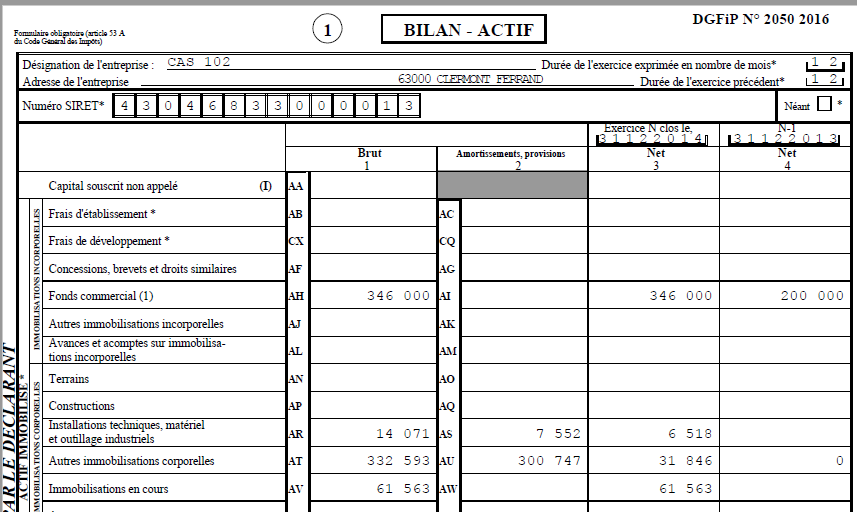 DGFiP N° 2050 2016
Formulaire obligatoire (article 53 A
du Code Général des Impôts)
1
BILAN - ACTIF
Désignation de l'entreprise : CAS 102 Durée de l'exercice exprimée en nombre de mois* 1 2
Adresse de l'entreprise 63000 CLERMONT FERRAND Durée de l'exercice précédent* 1 2
Numéro SIRET* 4 3 0 4 6 8 3 3 0 0 0 0 1 3 Néant *
Exercice N clos le, N-1
3 1 1 2 2 0 1 4 3 1 1 2 2 0 1 3
Brut Amortissements, provisions Net Net
1 2 3 4
Capital souscrit non appelé (I) AA
Frais d'établissement * AB AC
Frais de développement * CX CQ
Concessions, brevets et droits similaires AF AG
Fonds commercial (1) AH 346 000 AI 346 000 200 000
Autres immobilisations incorporelles AJ AK
Avances et acomptes sur immobilisa-
tions incorporelles AL AM
Terrains AN AO
Constructions AP AQ
Installations techniques, matériel
et outillage industriels AR 14 071 AS 7 552 6 518
Autres immobilisations corporelles AT 332 593 AU 300 747 31 846 0
Immobilisations en cours AV 61 563 AW 61 563
IMMOBILISATIONS INCORPORELLES
IMMOBILISATIONS CORPORELLES
ACTIF IMMOBILISÉ *
PAR LE DÉCLARANT